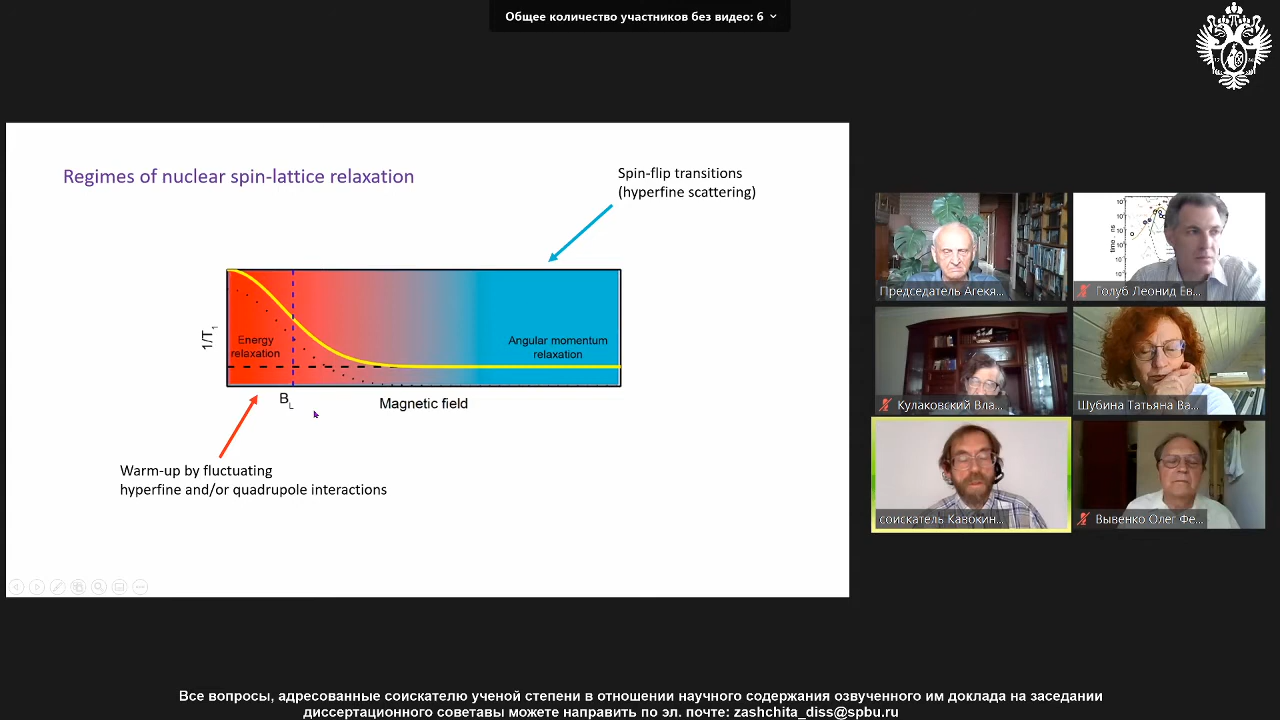 Общее количество участников без видео: 6
Regimes of nuclear spin-lattice relaxation
Spin-flip transitions
(hyperfine scattering)
1/T1
Energy
relaxation
Angular momentum
relaxation
BL
Magnetic field
Warm-up by fluctuating
hyperfine and/or quadrupole interactions
Председатель Агекя...
time, ns
Голуб Леонид Ев...
Кулаковский Вла...
Шубина Татьяна Ва...
соискатель Кавокин...
Вывенко Олег Фе...
Все вопросы, адресованные соискателю ученой степени в отношении научного содержания озвученного им доклада на заседании
диссертационного советавы можете направить по эл. почте: zashchita_diss@spbu.ru